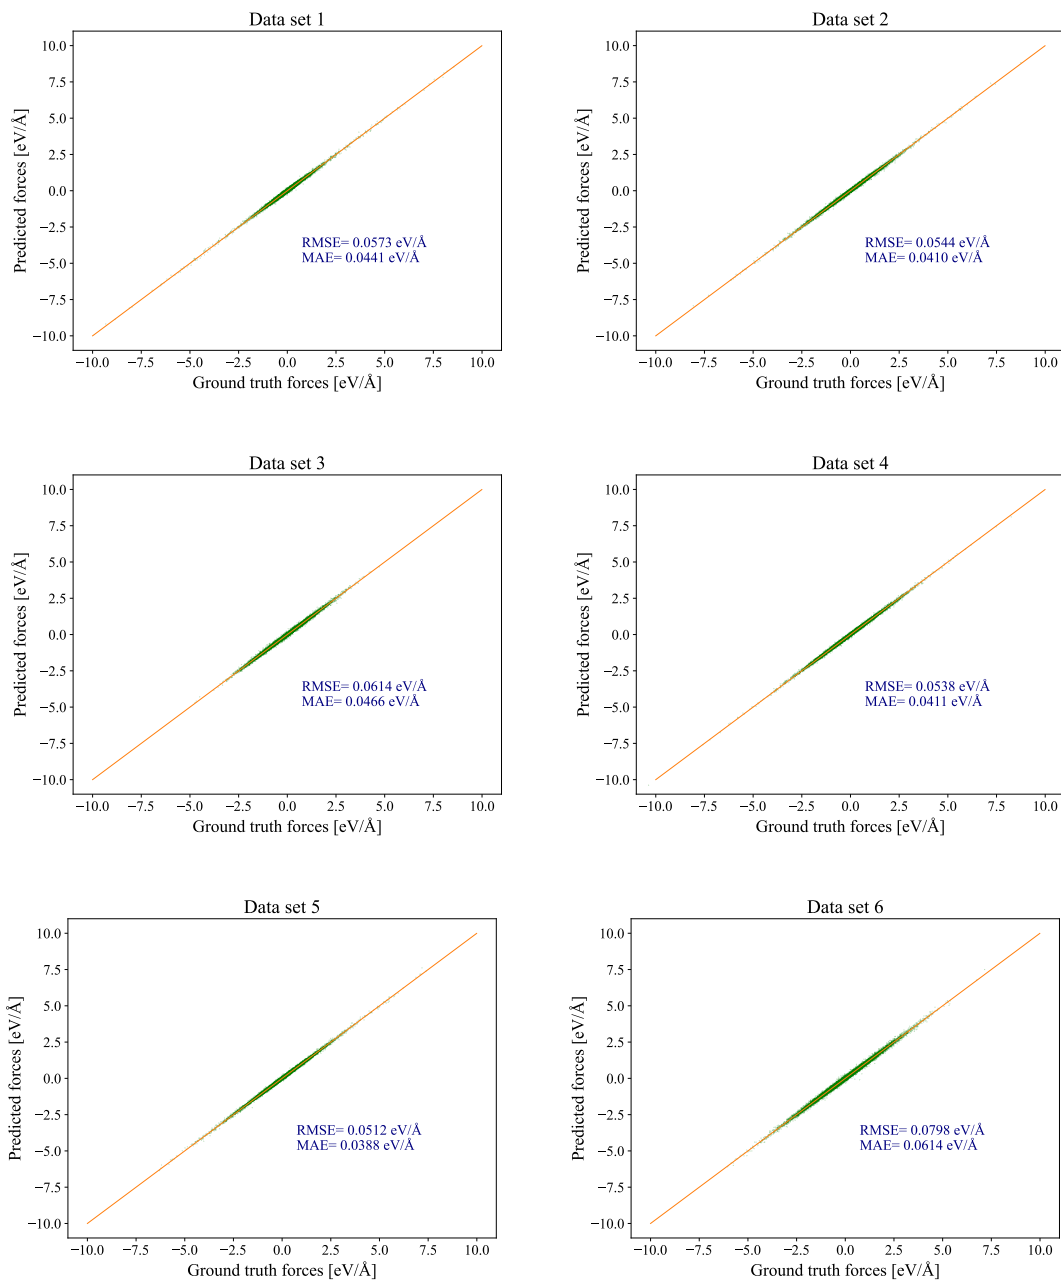 Data set 1
10.0
7.5
5.0
2.5
0.0
−2.5
−5.0
−7.5
−10.0
Predicted forces [eV/Å]
RMSE= 0.0573 eV/Å
MAE= 0.0441 eV/Å
−10.0 −7.5 −5.0 −2.5 0.0 2.5 5.0 7.5 10.0
Ground truth forces [eV/Å]
Data set 2
10.0
7.5
5.0
2.5
0.0
−2.5
−5.0
−7.5
−10.0
Predicted forces [eV/Å]
RMSE= 0.0544 eV/Å
MAE= 0.0410 eV/Å
−10.0 −7.5 −5.0 −2.5 0.0 2.5 5.0 7.5 10.0
Ground truth forces [eV/Å]
Data set 3
10.0
7.5
5.0
2.5
0.0
−2.5
−5.0
−7.5
−10.0
Predicted forces [eV/Å]
RMSE= 0.0614 eV/Å
MAE= 0.0466 eV/Å
−10.0 −7.5 −5.0 −2.5 0.0 2.5 5.0 7.5 10.0
Ground truth forces [eV/Å]
Data set 4
10.0
7.5
5.0
2.5
0.0
−2.5
−5.0
−7.5
−10.0
Predicted forces [eV/Å]
RMSE= 0.0538 eV/Å
MAE= 0.0411 eV/Å
−10.0 −7.5 −5.0 −2.5 0.0 2.5 5.0 7.5 10.0
Ground truth forces [eV/Å]
Data set 5
10.0
7.5
5.0
2.5
0.0
−2.5
−5.0
−7.5
−10.0
Predicted forces [eV/Å]
RMSE= 0.0512 eV/Å
MAE= 0.0388 eV/Å
−10.0 −7.5 −5.0 −2.5 0.0 2.5 5.0 7.5 10.0
Ground truth forces [eV/Å]
Data set 6
10.0
7.5
5.0
2.5
0.0
−2.5
−5.0
−7.5
−10.0
Predicted forces [eV/Å]
RMSE= 0.0798 eV/Å
MAE= 0.0614 eV/Å
−10.0 −7.5 −5.0 −2.5 0.0 2.5 5.0 7.5 10.0
Ground truth forces [eV/Å]